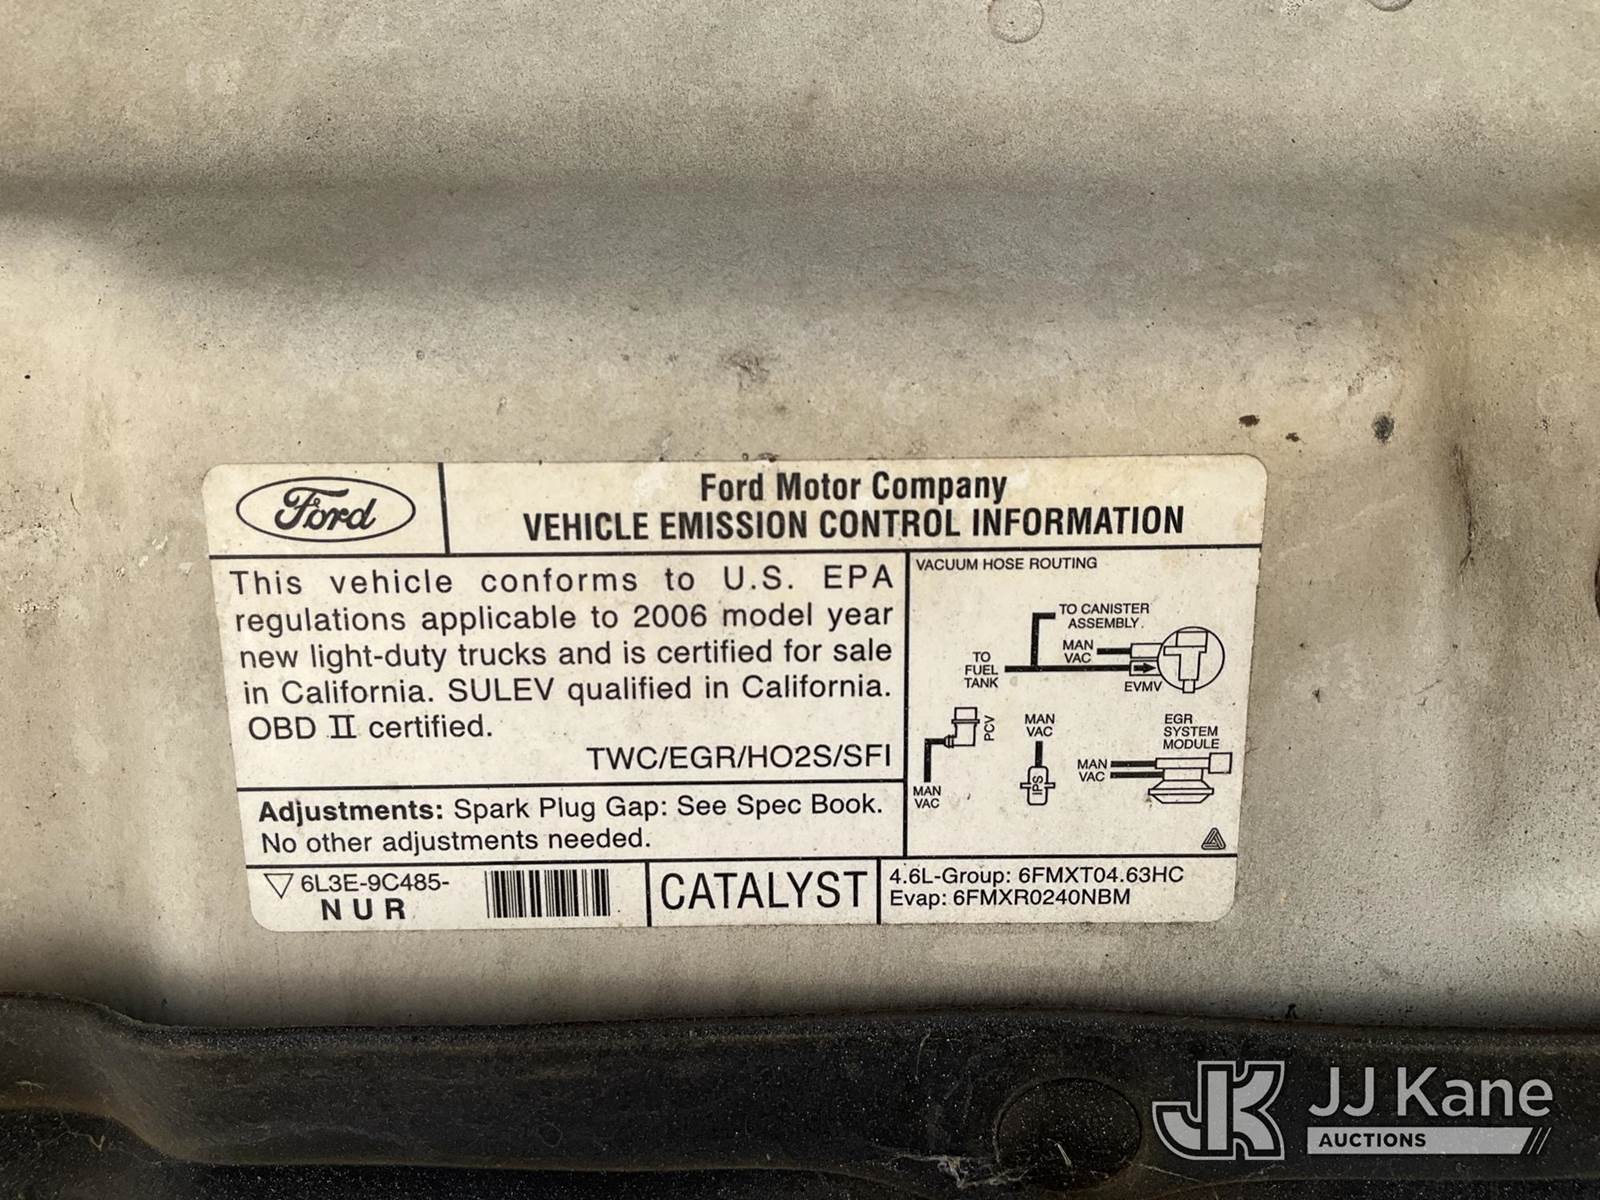 Ford
Ford Motor Company
VEHICLE EMISSION CONTROL INFORMATION
This vehicle conforms to U.S. EPA
regulations applicable to 2006 model year
new light-duty trucks and is certified for sale
in California. SULEV qualified in California.
OBD II certified.
TWC/EGR/HO2S/SFI
Adjustments: Spark Plug Gap: See Spec Book.
No other adjustments needed.
VACUUM HOSE ROUTING
TO CANISTER
ASSEMBLY.
MAN
VAC
TO
FUEL
TANK
EVMV
PCV
MAN
VAC
MAN
VAC
IPS
EGR
SYSTEM
MODULE
MAN
VAC
6L3E-9C485-
NUR
CATALYST
4.6L-Group: 6FMXT04.63HC
Evap: 6FMXR0240NBM
JK
JJ Kane
AUCTIONS